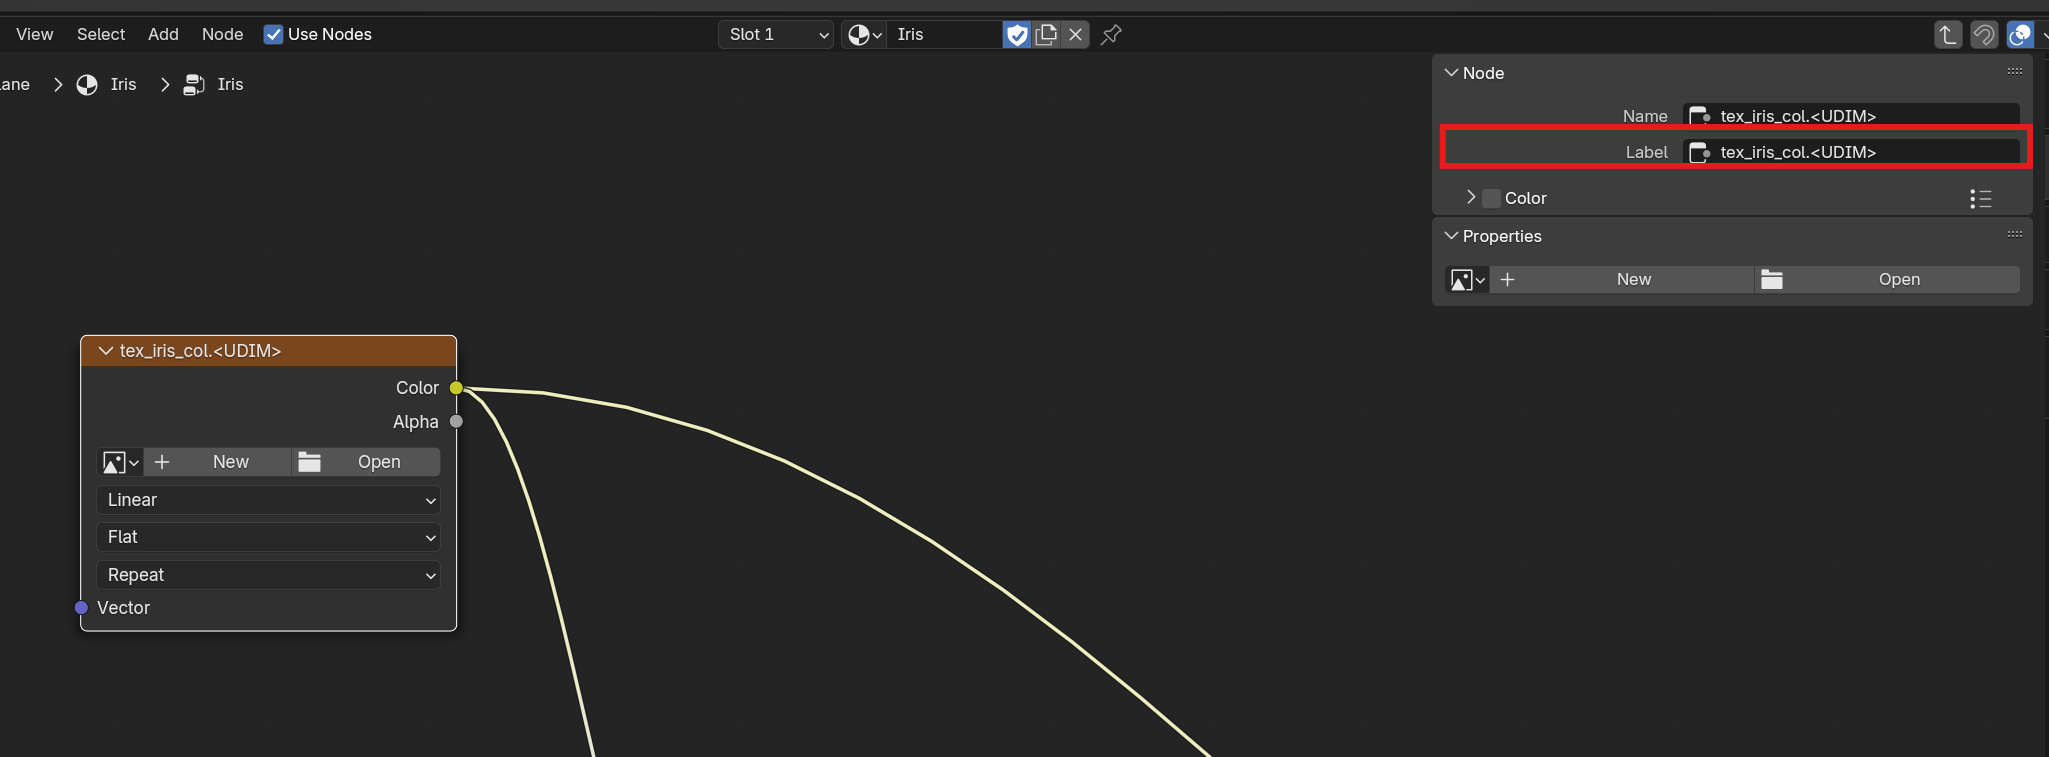 View Select Add Node Use Nodes Slot 1 Iris
ane Iris Iris
Node
Name tex_iris_col.<UDIM>
Label tex_iris_col.<UDIM>
Color
Properties
New Open
tex_iris_col.<UDIM>
Color
Alpha
New Open
Linear
Flat
Repeat
Vector